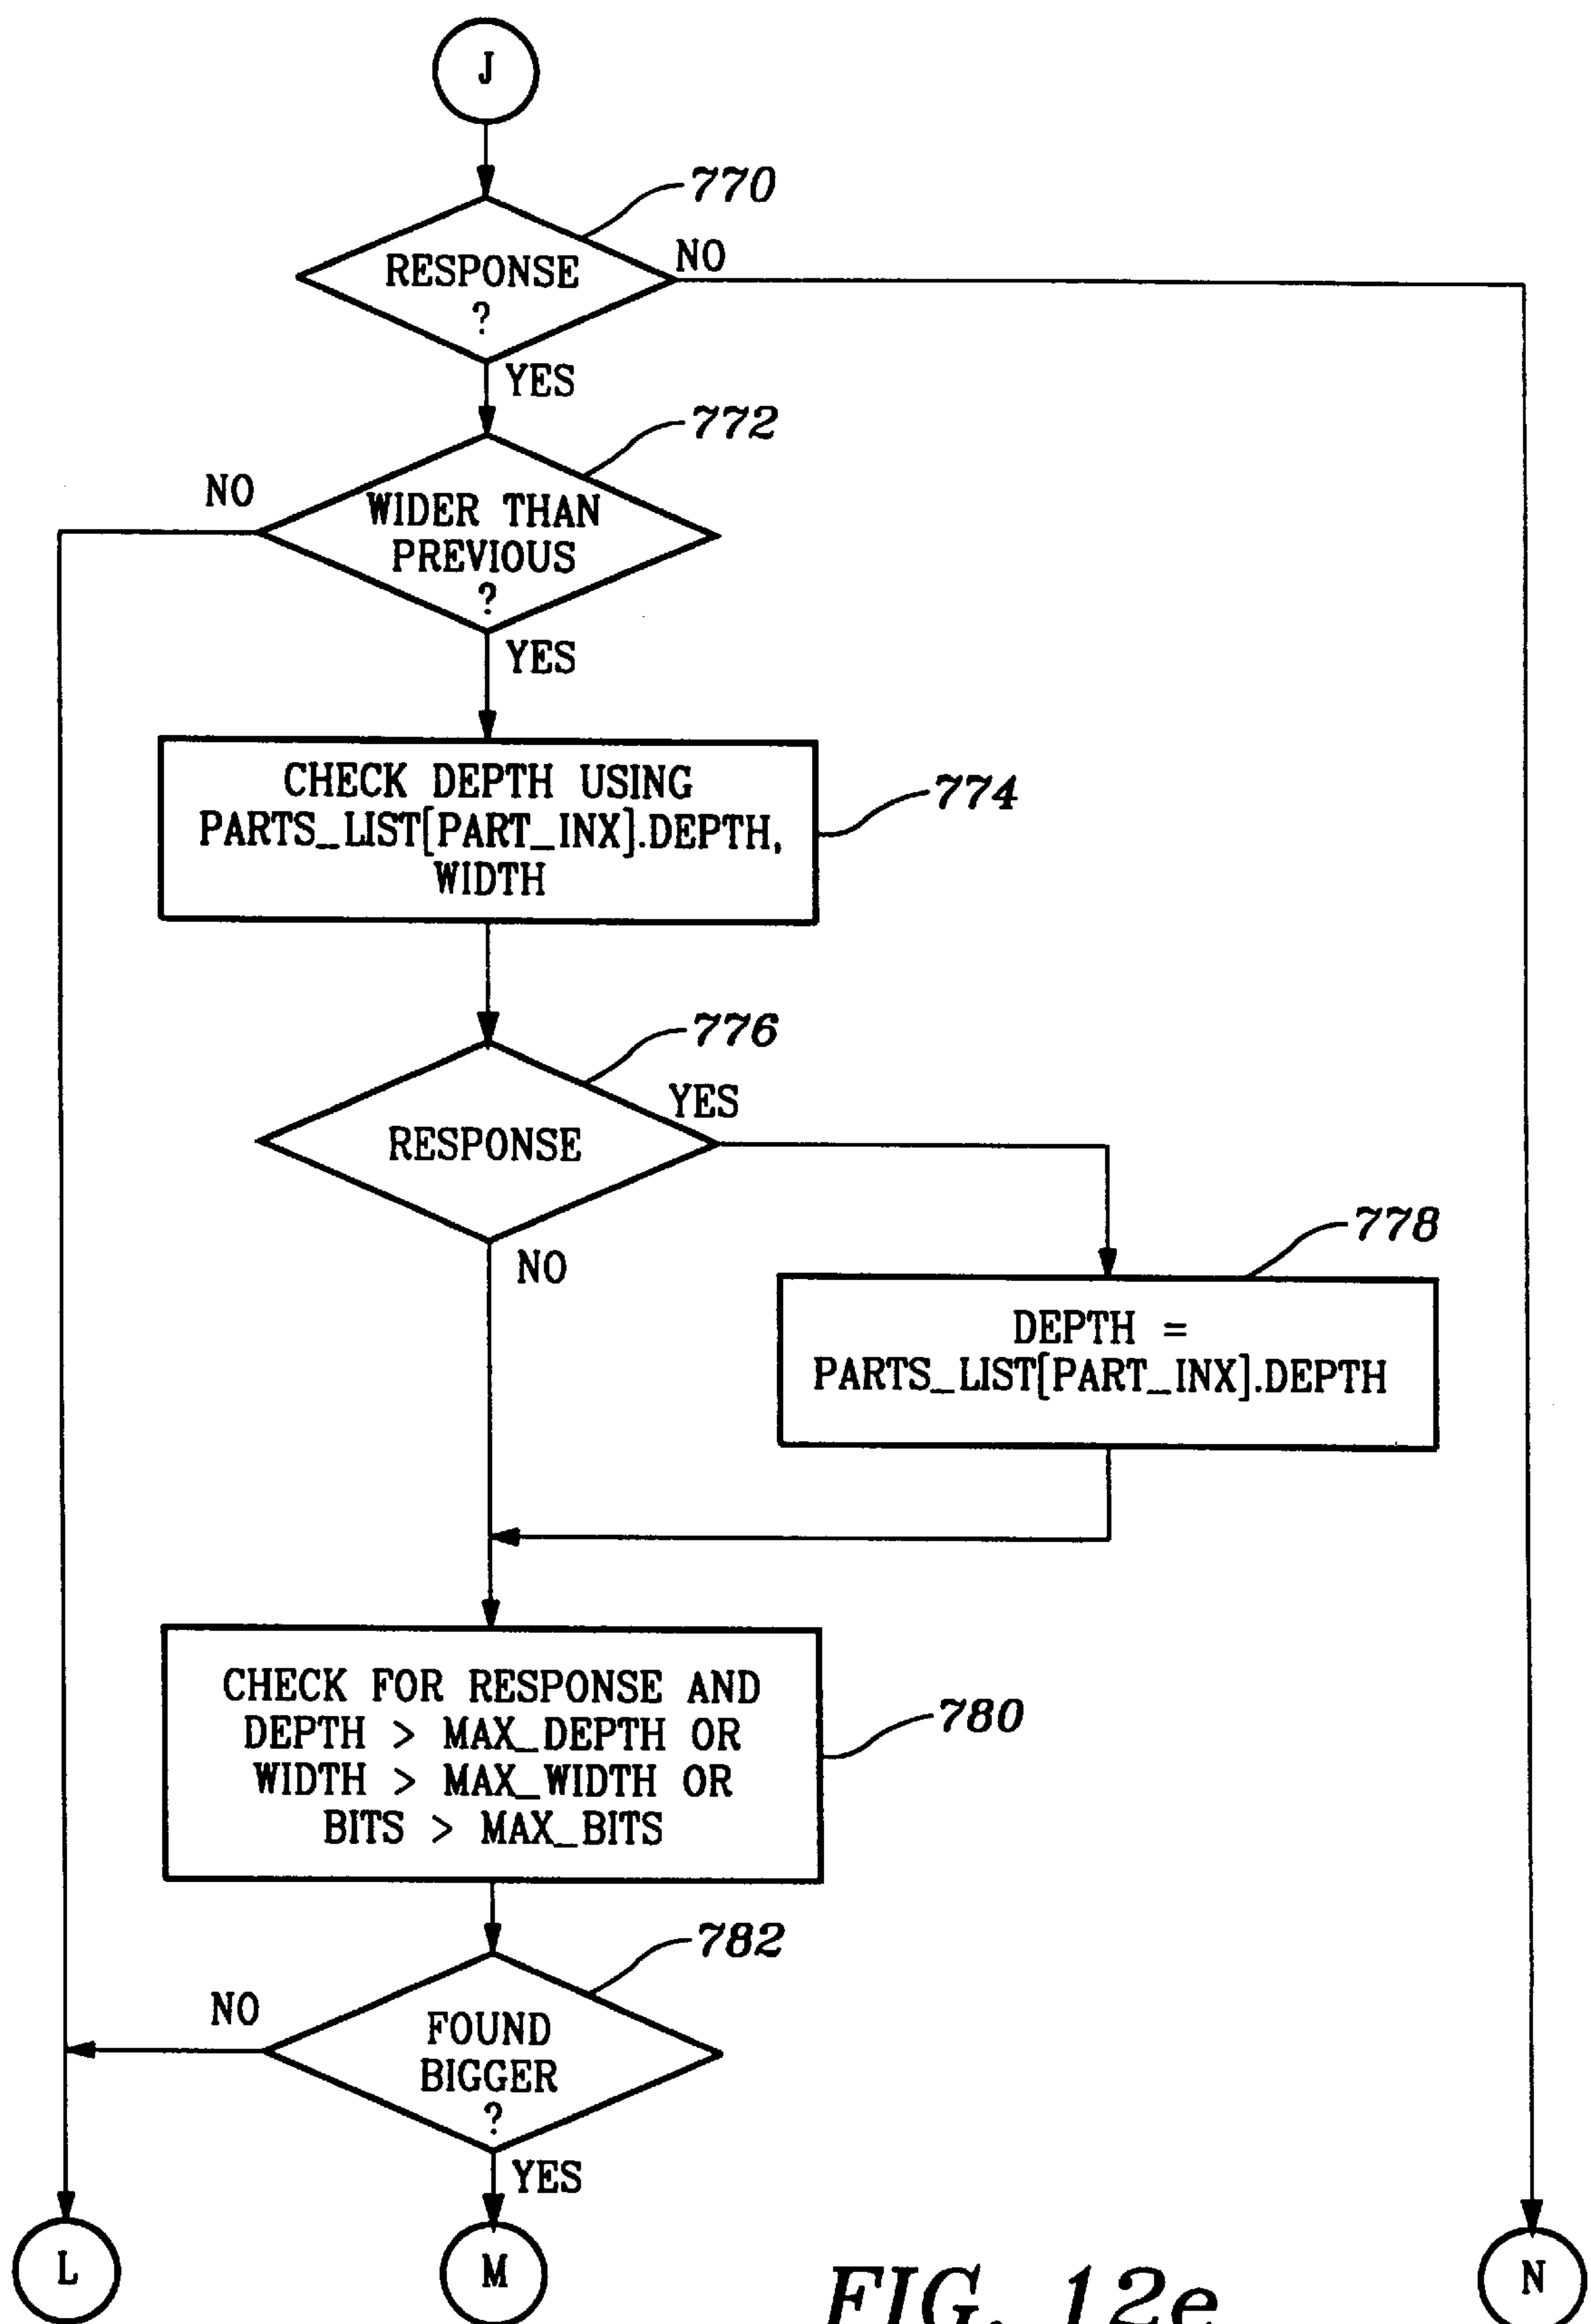 J
770
RESPONSE
?
NO
YES
772
NO
WIDER THAN
PREVIOUS
?
YES
CHECK DEPTH USING
PARTS_LIST[PART_INX].DEPTH,
WIDTH
774
776
YES
RESPONSE
NO
778
DEPTH =
PARTS_LIST[PART_INX].DEPTH
CHECK FOR RESPONSE AND
DEPTH > MAX_DEPTH OR
WIDTH > MAX_WIDTH OR
BITS > MAX_BITS
780
782
NO
FOUND
BIGGER
?
YES
L
M
N
FIG. 12e